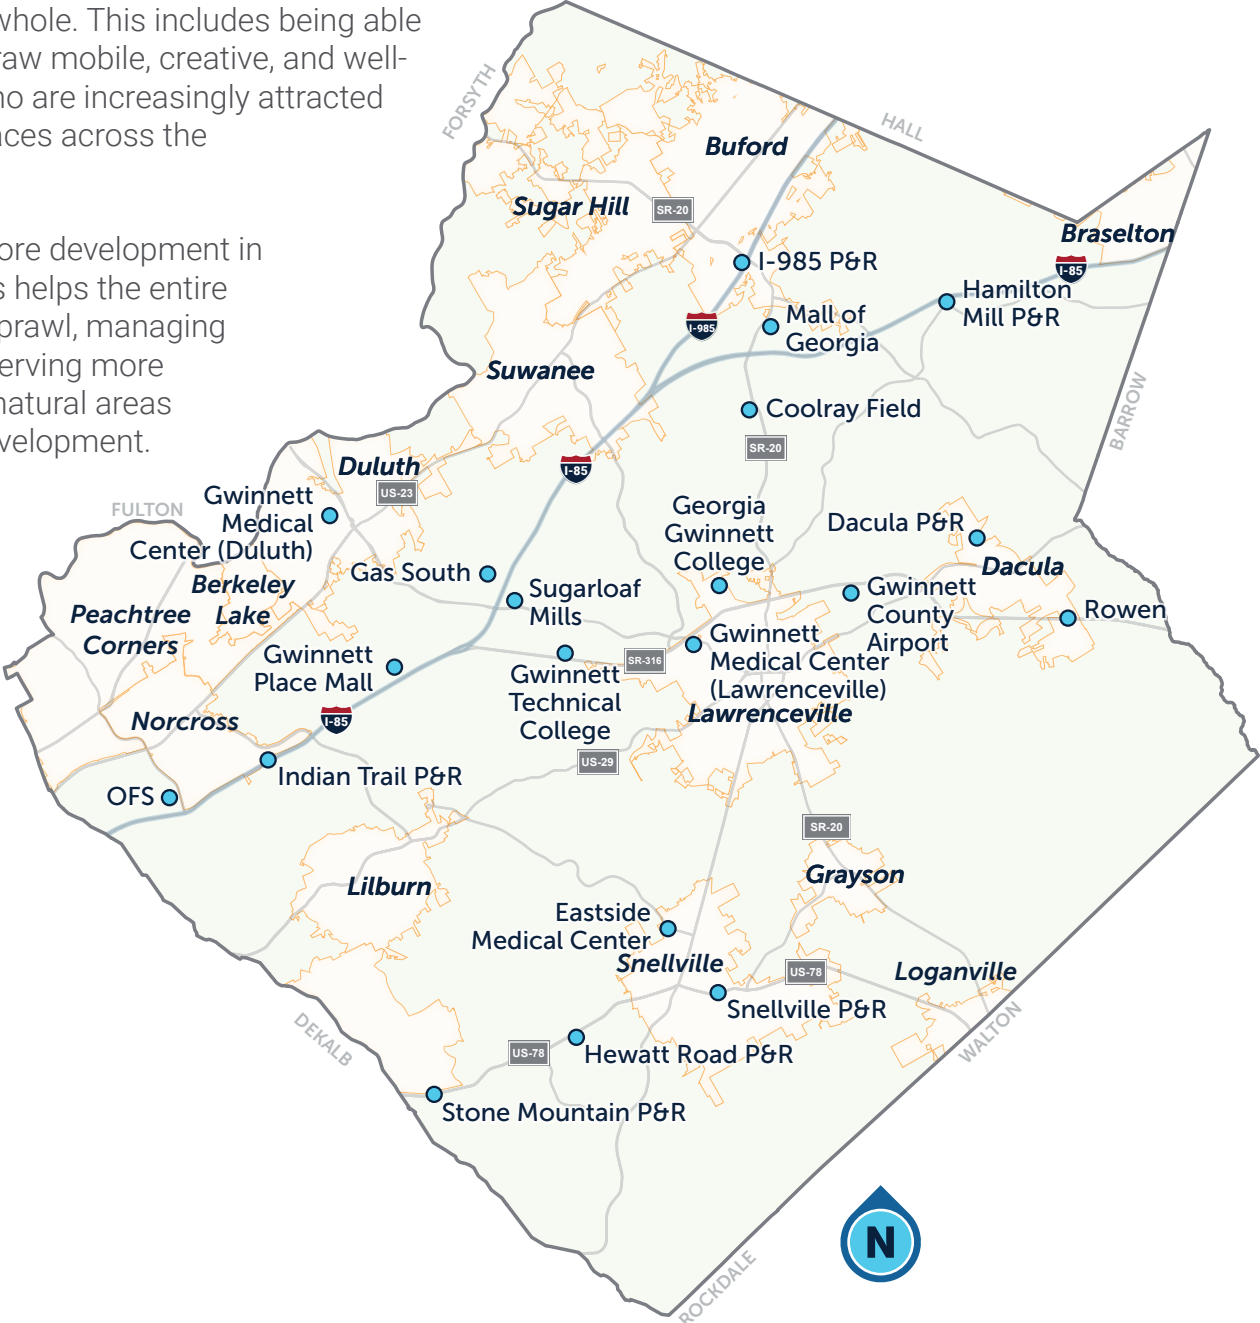 whole. This includes being able
raw mobile, creative, and well-
no are increasingly attracted
aces across the
ore development in
s helps the entire
prawl, managing
serving more
natural areas
velopment.
FORSYTH
HALL
Buford
Sugar Hill
SR-20
Braselton
I-85
I-985 P&R
Hamilton
Mill P&R
I-985
Mall of
Georgia
Suwanee
Coolray Field
BARROW
SR-20
Duluth
I-85
US-23
FULTON
Gwinnett
Medical
Center (Duluth)
Georgia
Gwinnett
College
Dacula P&R
Dacula
Gas South
Berkeley
Lake
Sugarloaf
Mills
Gwinnett
County
Airport
Rowen
Peachtree
Corners
Gwinnett
Place Mall
Gwinnett
Technical
College
SR-316
Gwinnett
Medical Center
(Lawrenceville)
Lawrenceville
Norcross
I-85
US-29
Indian Trail P&R
OFS
SR-20
Grayson
Lilburn
Eastside
Medical Center
Snellville
US-78
Loganville
Snellville P&R
DEKALB
WALTON
US-78
Hewatt Road P&R
Stone Mountain P&R
N
ROCKDALE